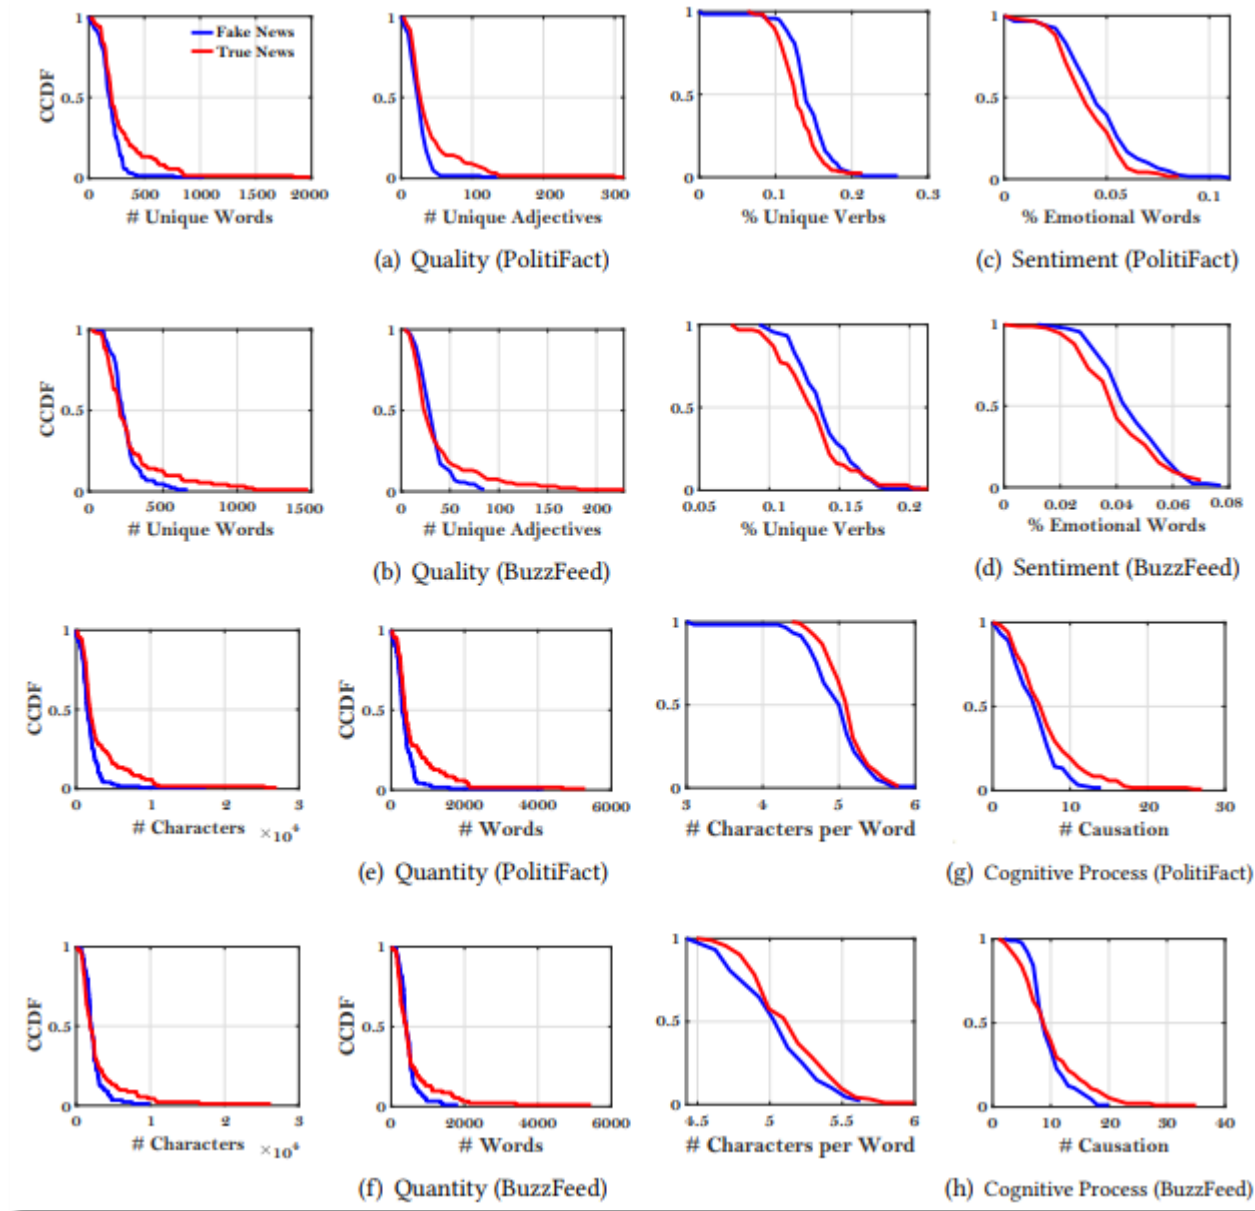 Fake News
True News
CCDF
1
0.5
0
0 500 1000 1500 2000
# Unique Words
1
0.5
0
0 100 200 300
# Unique Adjectives
1
0.5
0
0 0.1 0.2 0.3
% Unique Verbs
1
0.5
0
0 0.05 0.1
% Emotional Words
(a) Quality (PolitiFact)
(c) Sentiment (PolitiFact)
CCDF
1
0.5
0
0 500 1000 1500
# Unique Words
1
0.5
0
0 50 100 150 200
# Unique Adjectives
1
0.5
0
0.05 0.1 0.15 0.2
% Unique Verbs
1
0.5
0
0 0.02 0.04 0.06 0.08
% Emotional Words
(b) Quality (BuzzFeed)
(d) Sentiment (BuzzFeed)
CCDF
1
0.5
0
0 1 2 3
# Characters ×10⁴
CCDF
1
0.5
0
0 2000 4000 6000
# Words
1
0.5
0
3 4 5 6
# Characters per Word
1
0.5
0
0 10 20 30
# Causation
(e) Quantity (PolitiFact)
(g) Cognitive Process (PolitiFact)
CCDF
1
0.5
0
0 1 2 3
# Characters ×10⁴
CCDF
1
0.5
0
0 2000 4000 6000
# Words
1
0.5
0
4.5 5 5.5 6
# Characters per Word
1
0.5
0
0 10 20 30 40
# Causation
(f) Quantity (BuzzFeed)
(h) Cognitive Process (BuzzFeed)